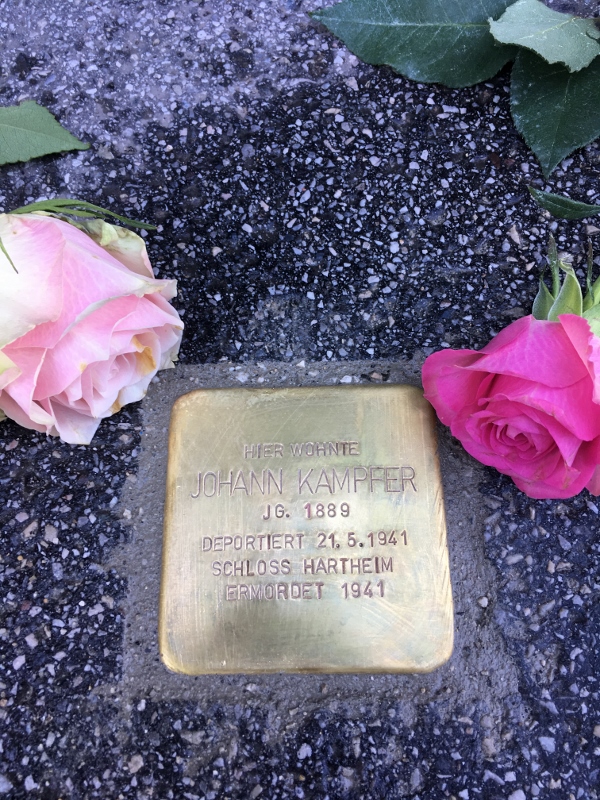 HIER WOHNTE
JOHANN KAMPFER
JG. 1889
DEPORTIERT 21.5.1941
SCHLOSS HARTHEIM
ERMORDET 1941